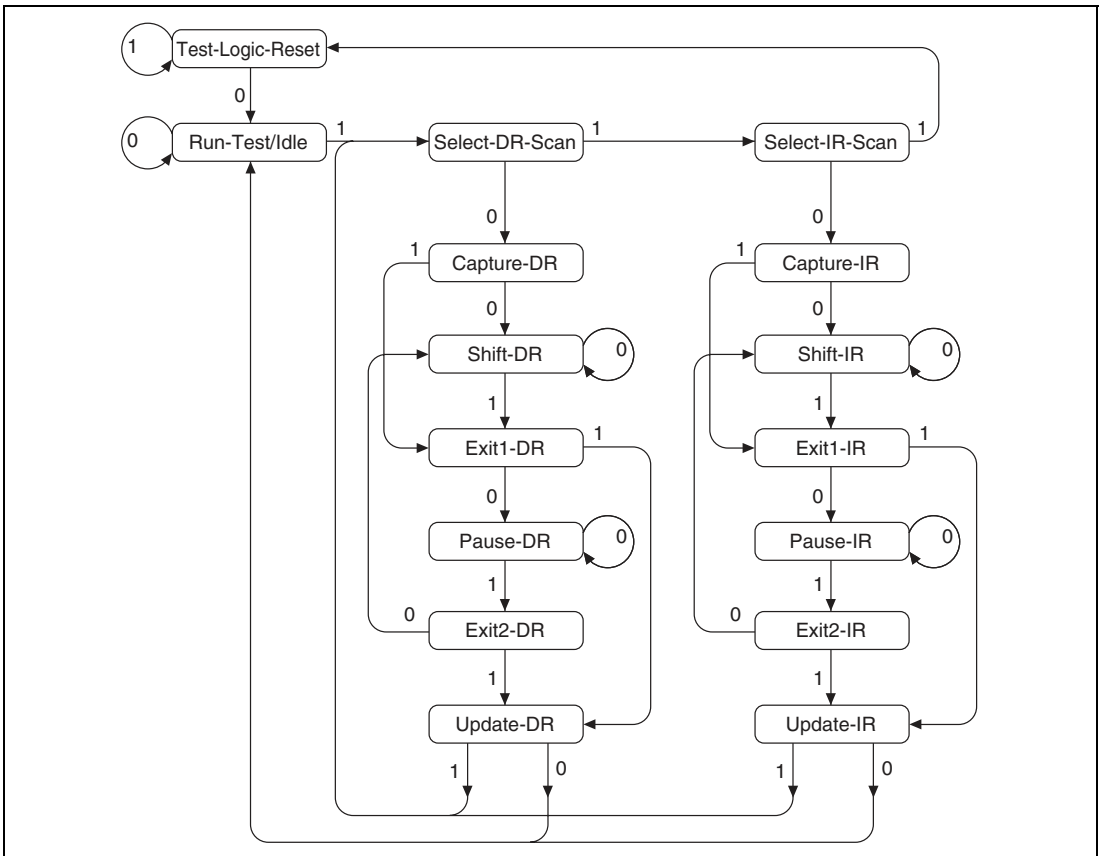 1
Test-Logic-Reset
0
0
Run-Test/Idle
1
Select-DR-Scan
1
Select-IR-Scan
1
0
0
1
Capture-DR
1
Capture-IR
0
0
Shift-DR
0
Shift-IR
0
1
1
Exit1-DR
1
Exit1-IR
1
0
0
Pause-DR
0
Pause-IR
0
1
1
0
Exit2-DR
0
Exit2-IR
1
1
Update-DR
Update-IR
1
0
1
0